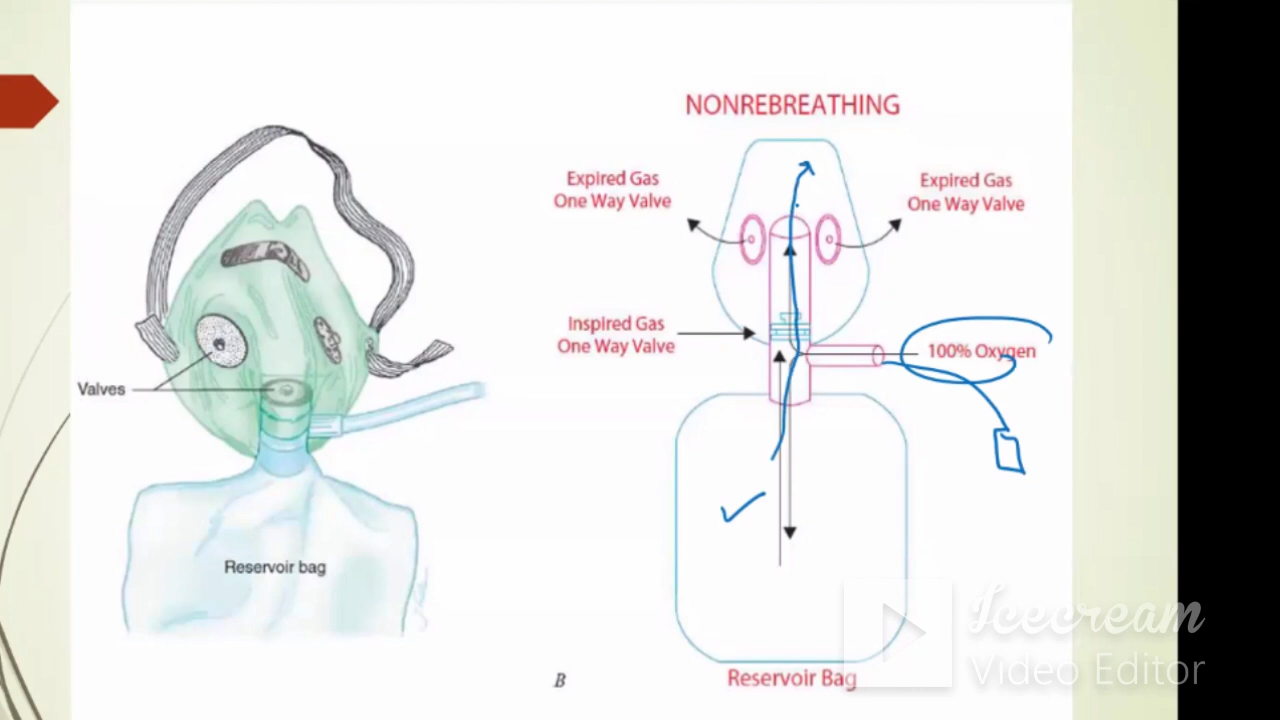 NONREBREATHING
Expired Gas
One Way Valve
Expired Gas
One Way Valve
Inspired Gas
One Way Valve
100% Oxygen
Valves
Reservoir bag
B
Reservoir Bag
Icecream
Video Editor